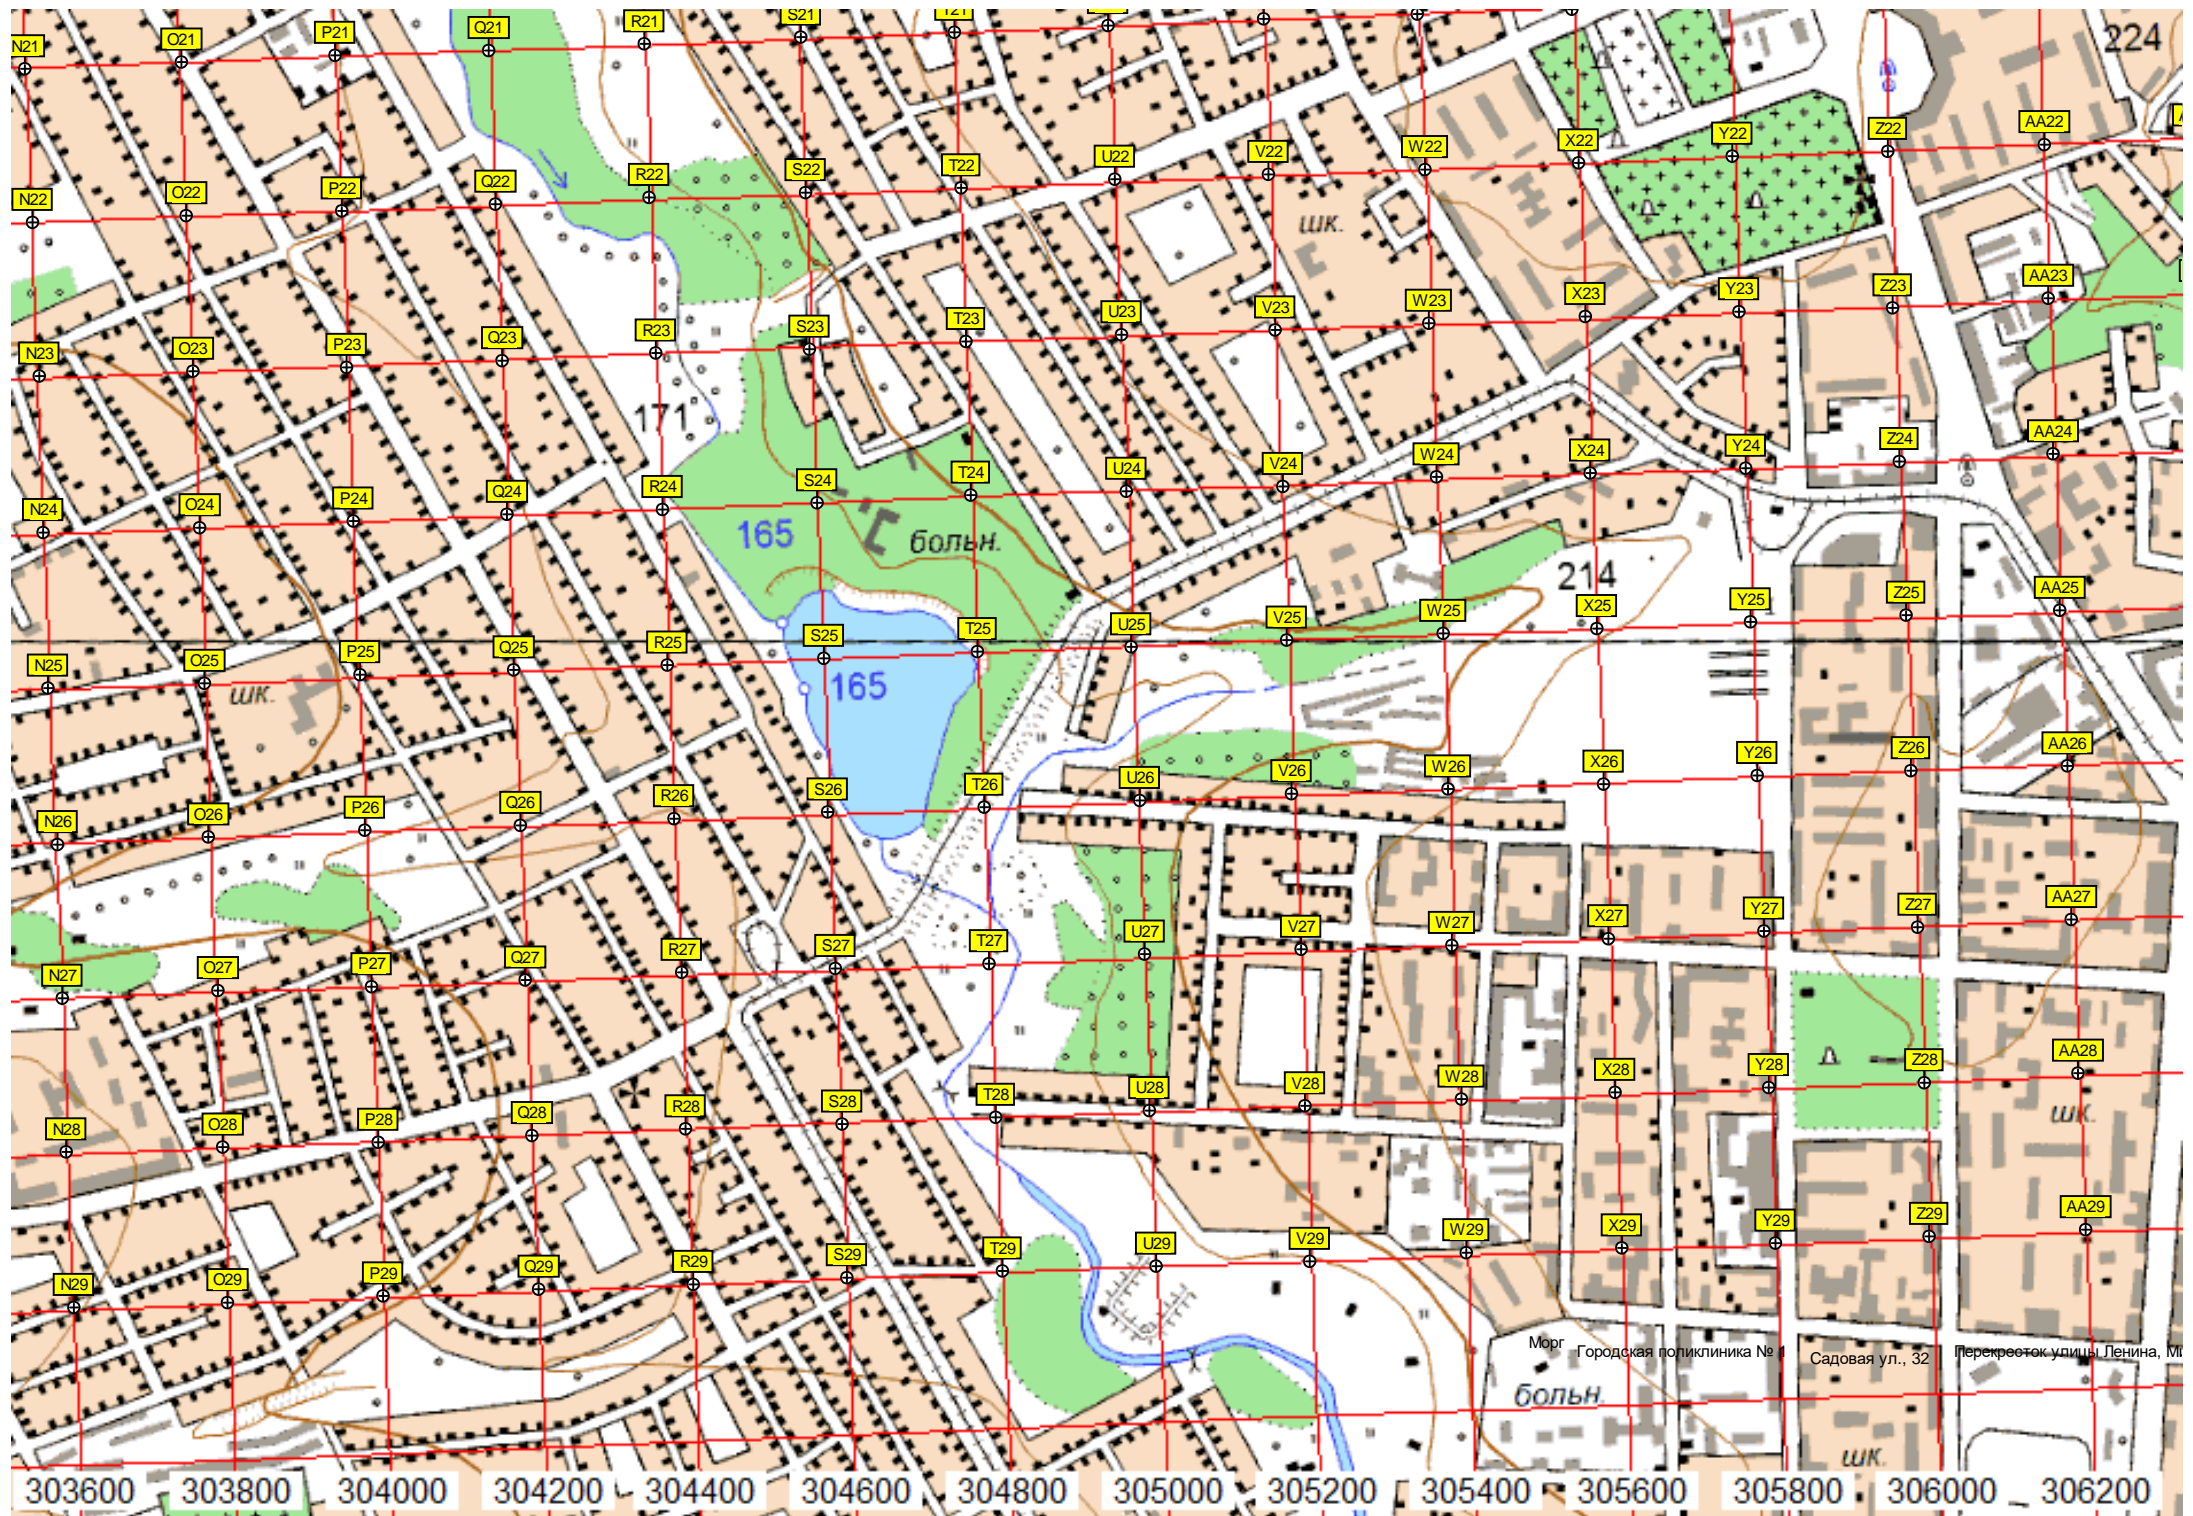 N21 O21 P21 Q21 R21 S21 T21
224
N22 O22 P22 Q22 R22 S22 T22 U22 V22 W22 X22 Y22 Z22 AA22
шк.
N23 O23 P23 Q23 R23 S23 T23 U23 V23 W23 X23 Y23 Z23 AA23
171
N24 O24 P24 Q24 R24 S24 T24 U24 V24 W24 X24 Y24 Z24 AA24
165
больн.
214
N25 O25 P25 Q25 R25 S25 T25 U25 V25 W25 X25 Y25 Z25 AA25
165
шк.
N26 O26 P26 Q26 R26 S26 T26 U26 V26 W26 X26 Y26 Z26 AA26
N27 O27 P27 Q27 R27 S27 T27 U27 V27 W27 X27 Y27 Z27 AA27
N28 O28 P28 Q28 R28 S28 T28 U28 V28 W28 X28 Y28 Z28 AA28
шк.
N29 O29 P29 Q29 R29 S29 T29 U29 V29 W29 X29 Y29 Z29 AA29
Морг
Городская поликлиника № 1
Садовая ул., 32
Перекресток улицы Ленина, Ми
больн.
шк.
303600 303800 304000 304200 304400 304600 304800 305000 305200 305400 305600 305800 306000 306200